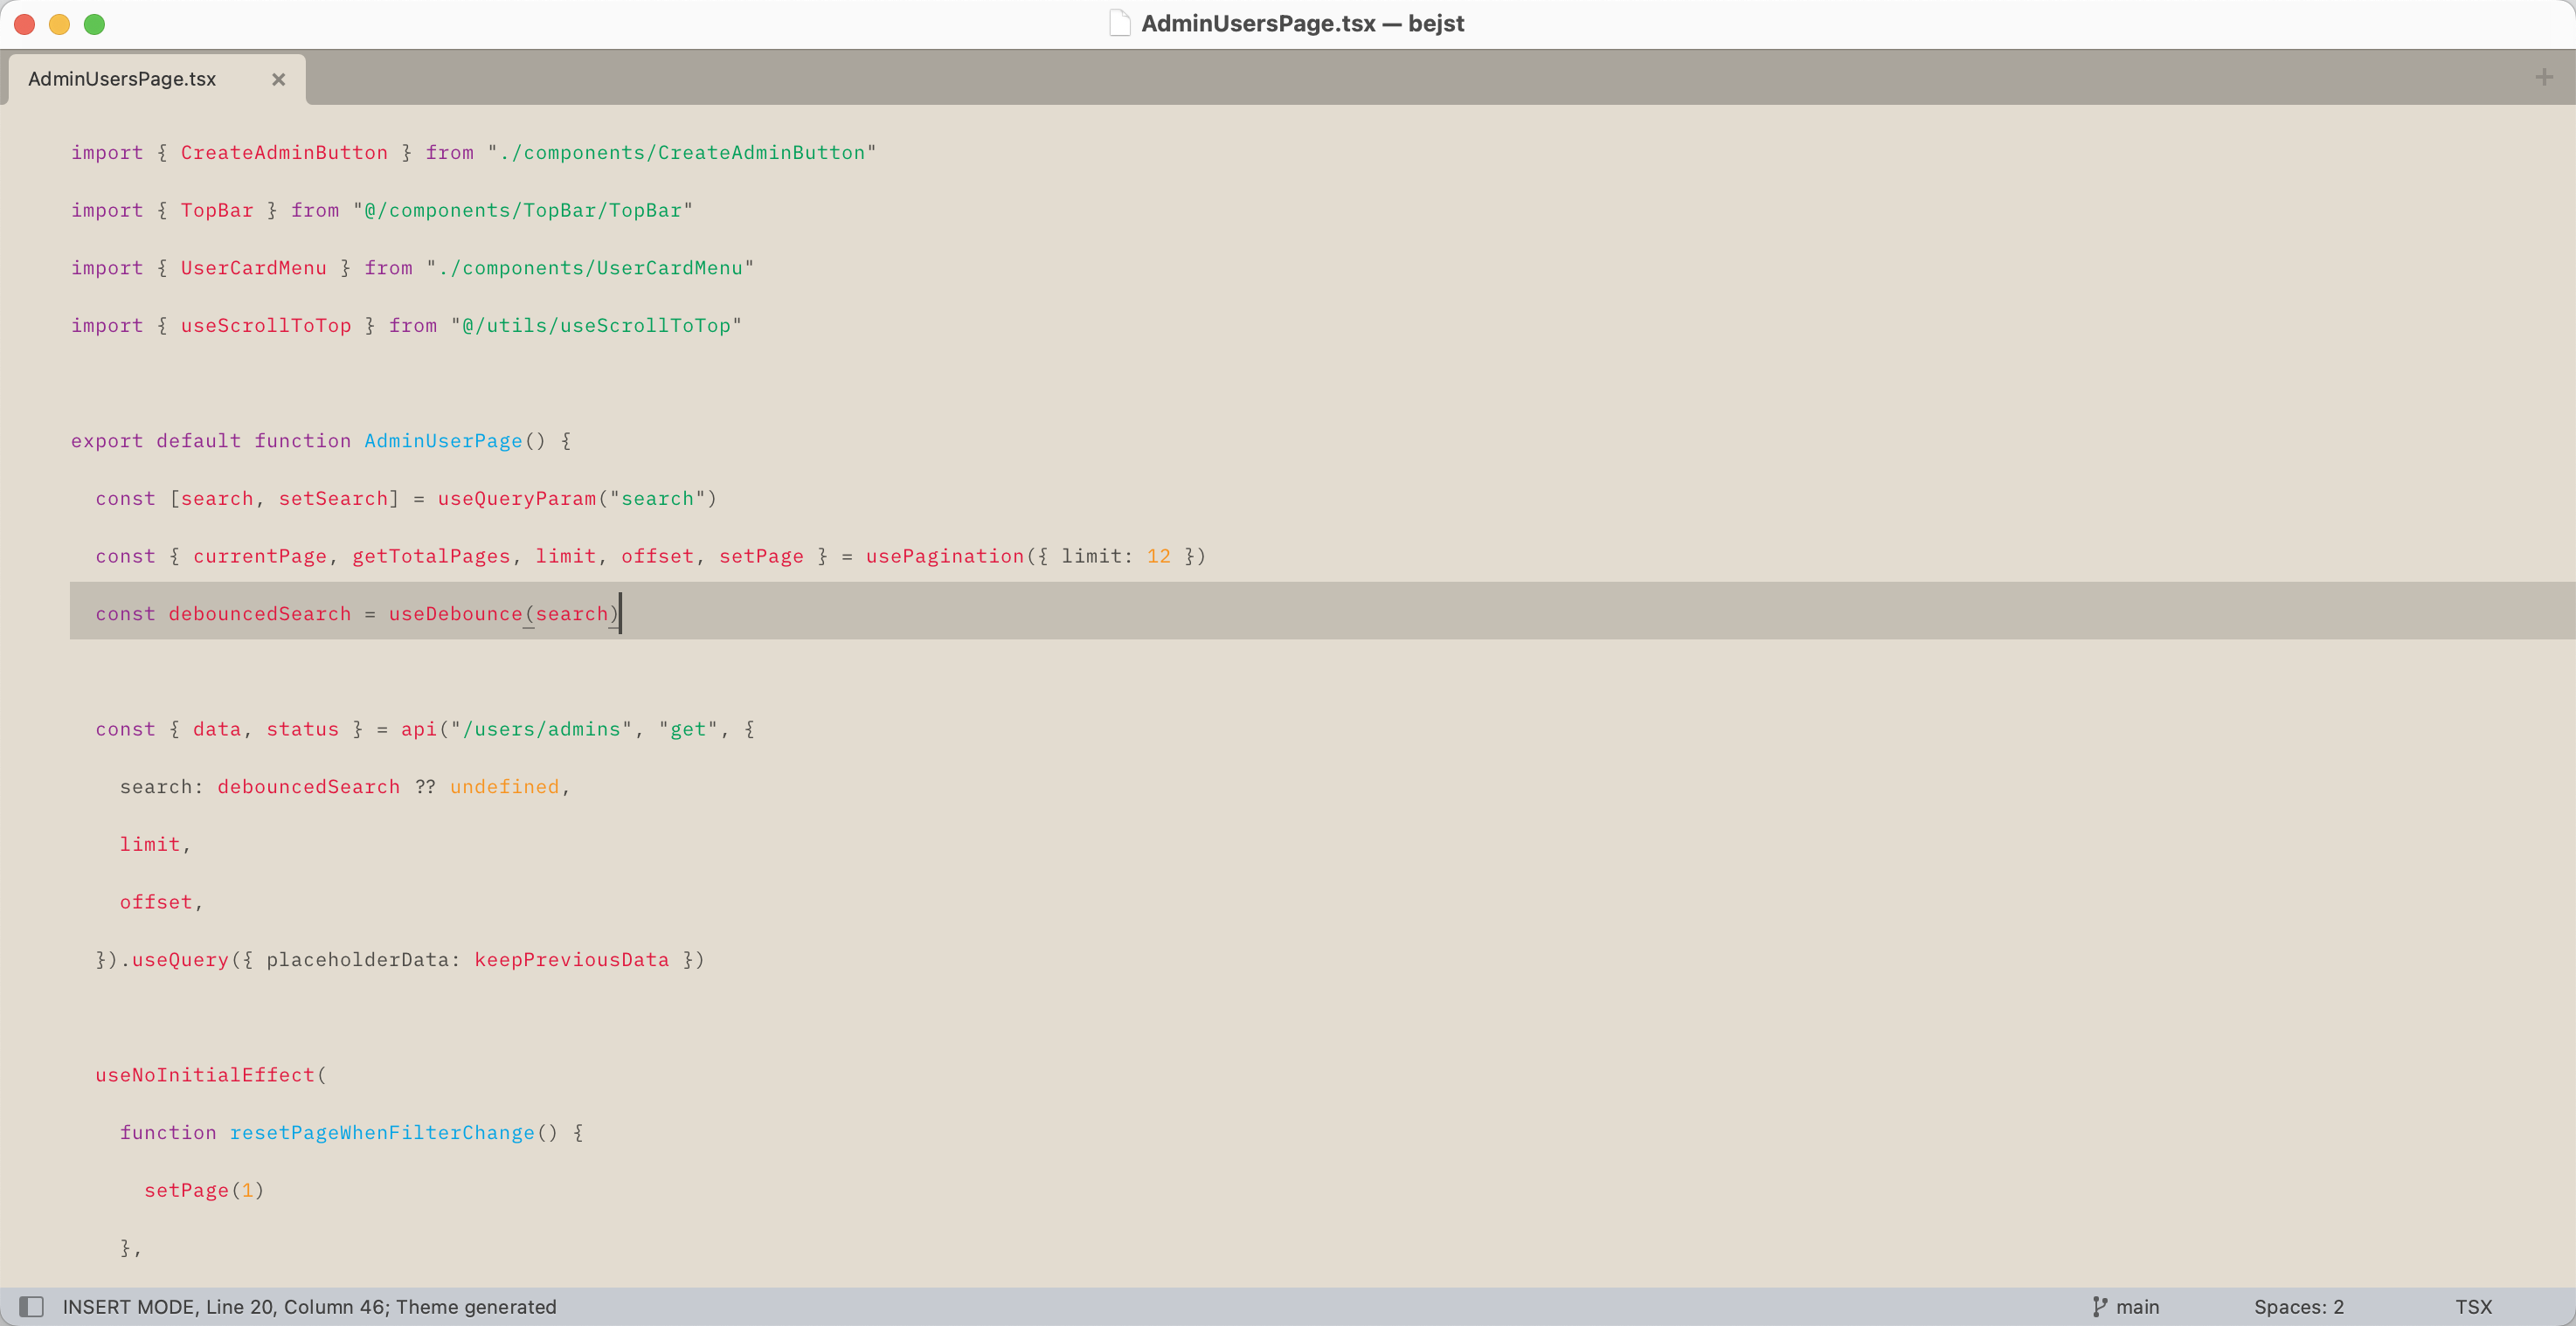 AdminUsersPage.tsx — bejst
AdminUsersPage.tsx
import { CreateAdminButton } from "./components/CreateAdminButton"
import { TopBar } from "@/components/TopBar/TopBar"
import { UserCardMenu } from "./components/UserCardMenu"
import { useScrollToTop } from "@/utils/useScrollToTop"
export default function AdminUserPage() {
  const [search, setSearch] = useQueryParam("search")
  const { currentPage, getTotalPages, limit, offset, setPage } = usePagination({ limit: 12 })
  const debouncedSearch = useDebounce(search)
  const { data, status } = api("/users/admins", "get", {
    search: debouncedSearch ?? undefined,
    limit,
    offset,
  }).useQuery({ placeholderData: keepPreviousData })
  useNoInitialEffect(
    function resetPageWhenFilterChange() {
      setPage(1)
    },
INSERT MODE, Line 20, Column 46; Theme generated
main
Spaces: 2
TSX